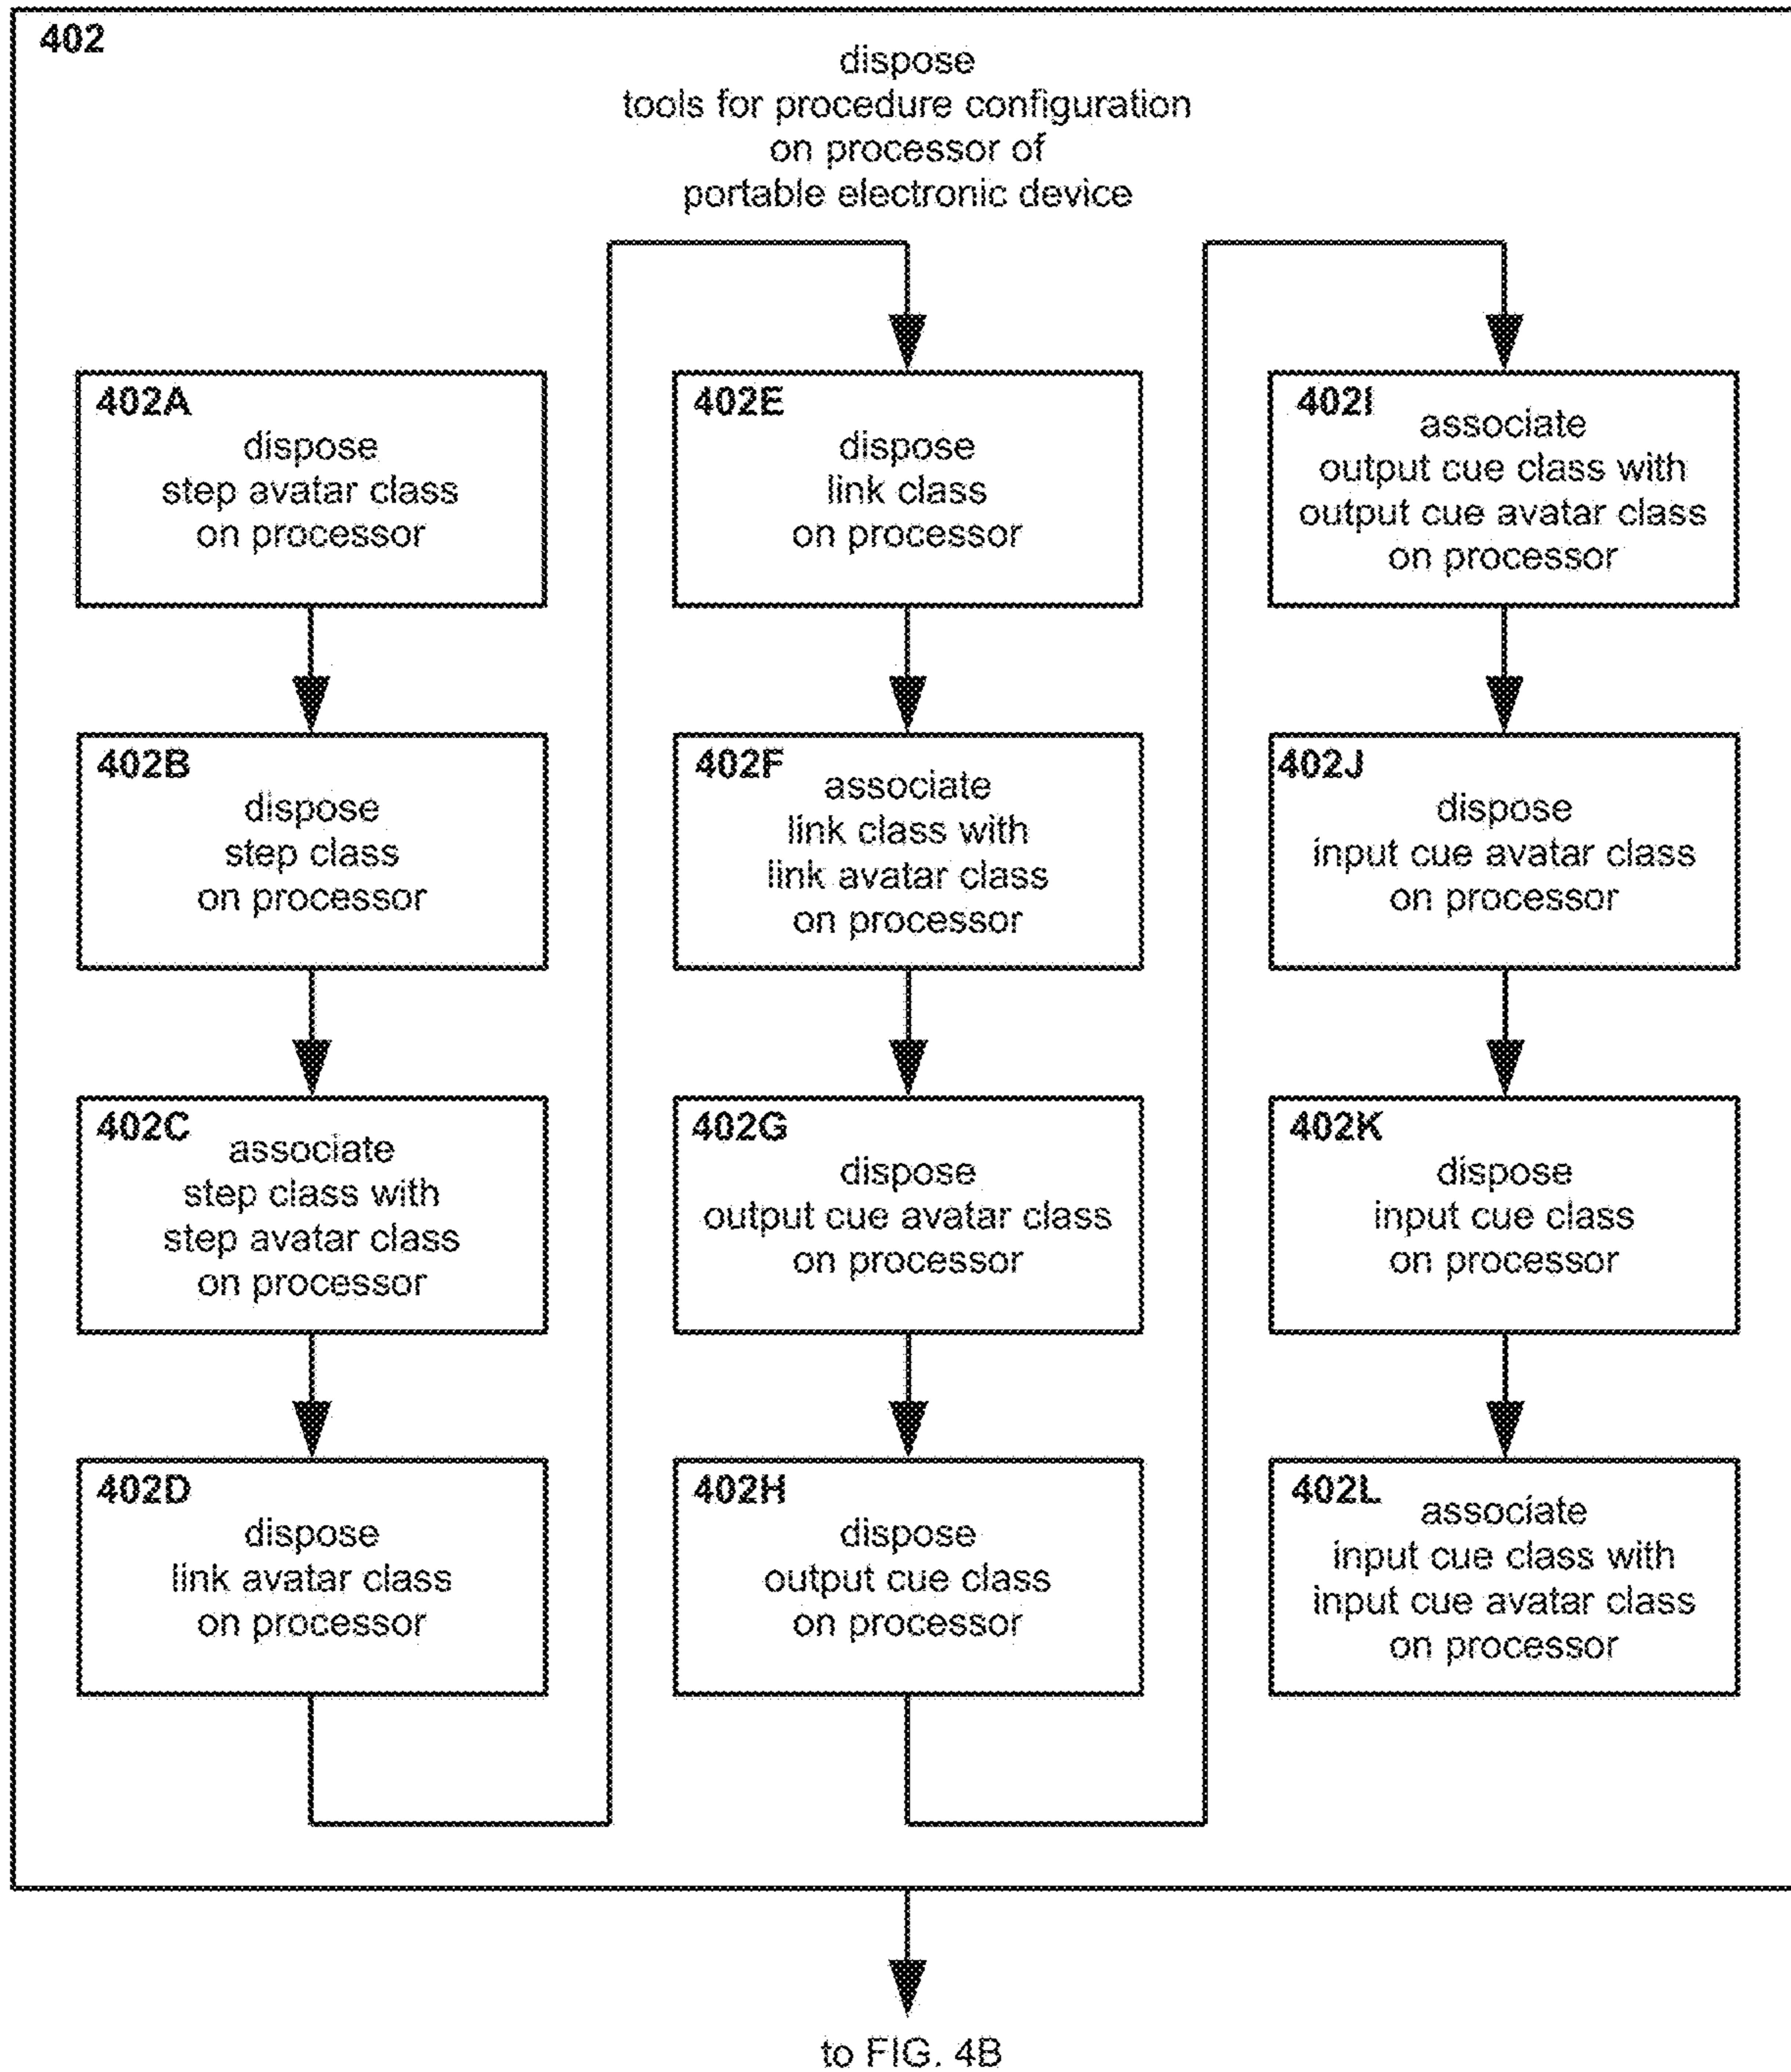 402
dispose
tools for procedure configuration
on processor of
portable electronic device
402A
dispose
step avatar class
on processor
402B
dispose
step class
on processor
402C
associate
step class with
step avatar class
on processor
402D
dispose
link avatar class
on processor
402E
dispose
link class
on processor
402F
associate
link class with
link avatar class
on processor
402G
dispose
output cue avatar class
on processor
402H
dispose
output cue class
on processor
402I
associate
output cue class with
output cue avatar class
on processor
402J
dispose
input cue avatar class
on processor
402K
dispose
input cue class
on processor
402L
associate
input cue class with
input cue avatar class
on processor
to FIG. 4B